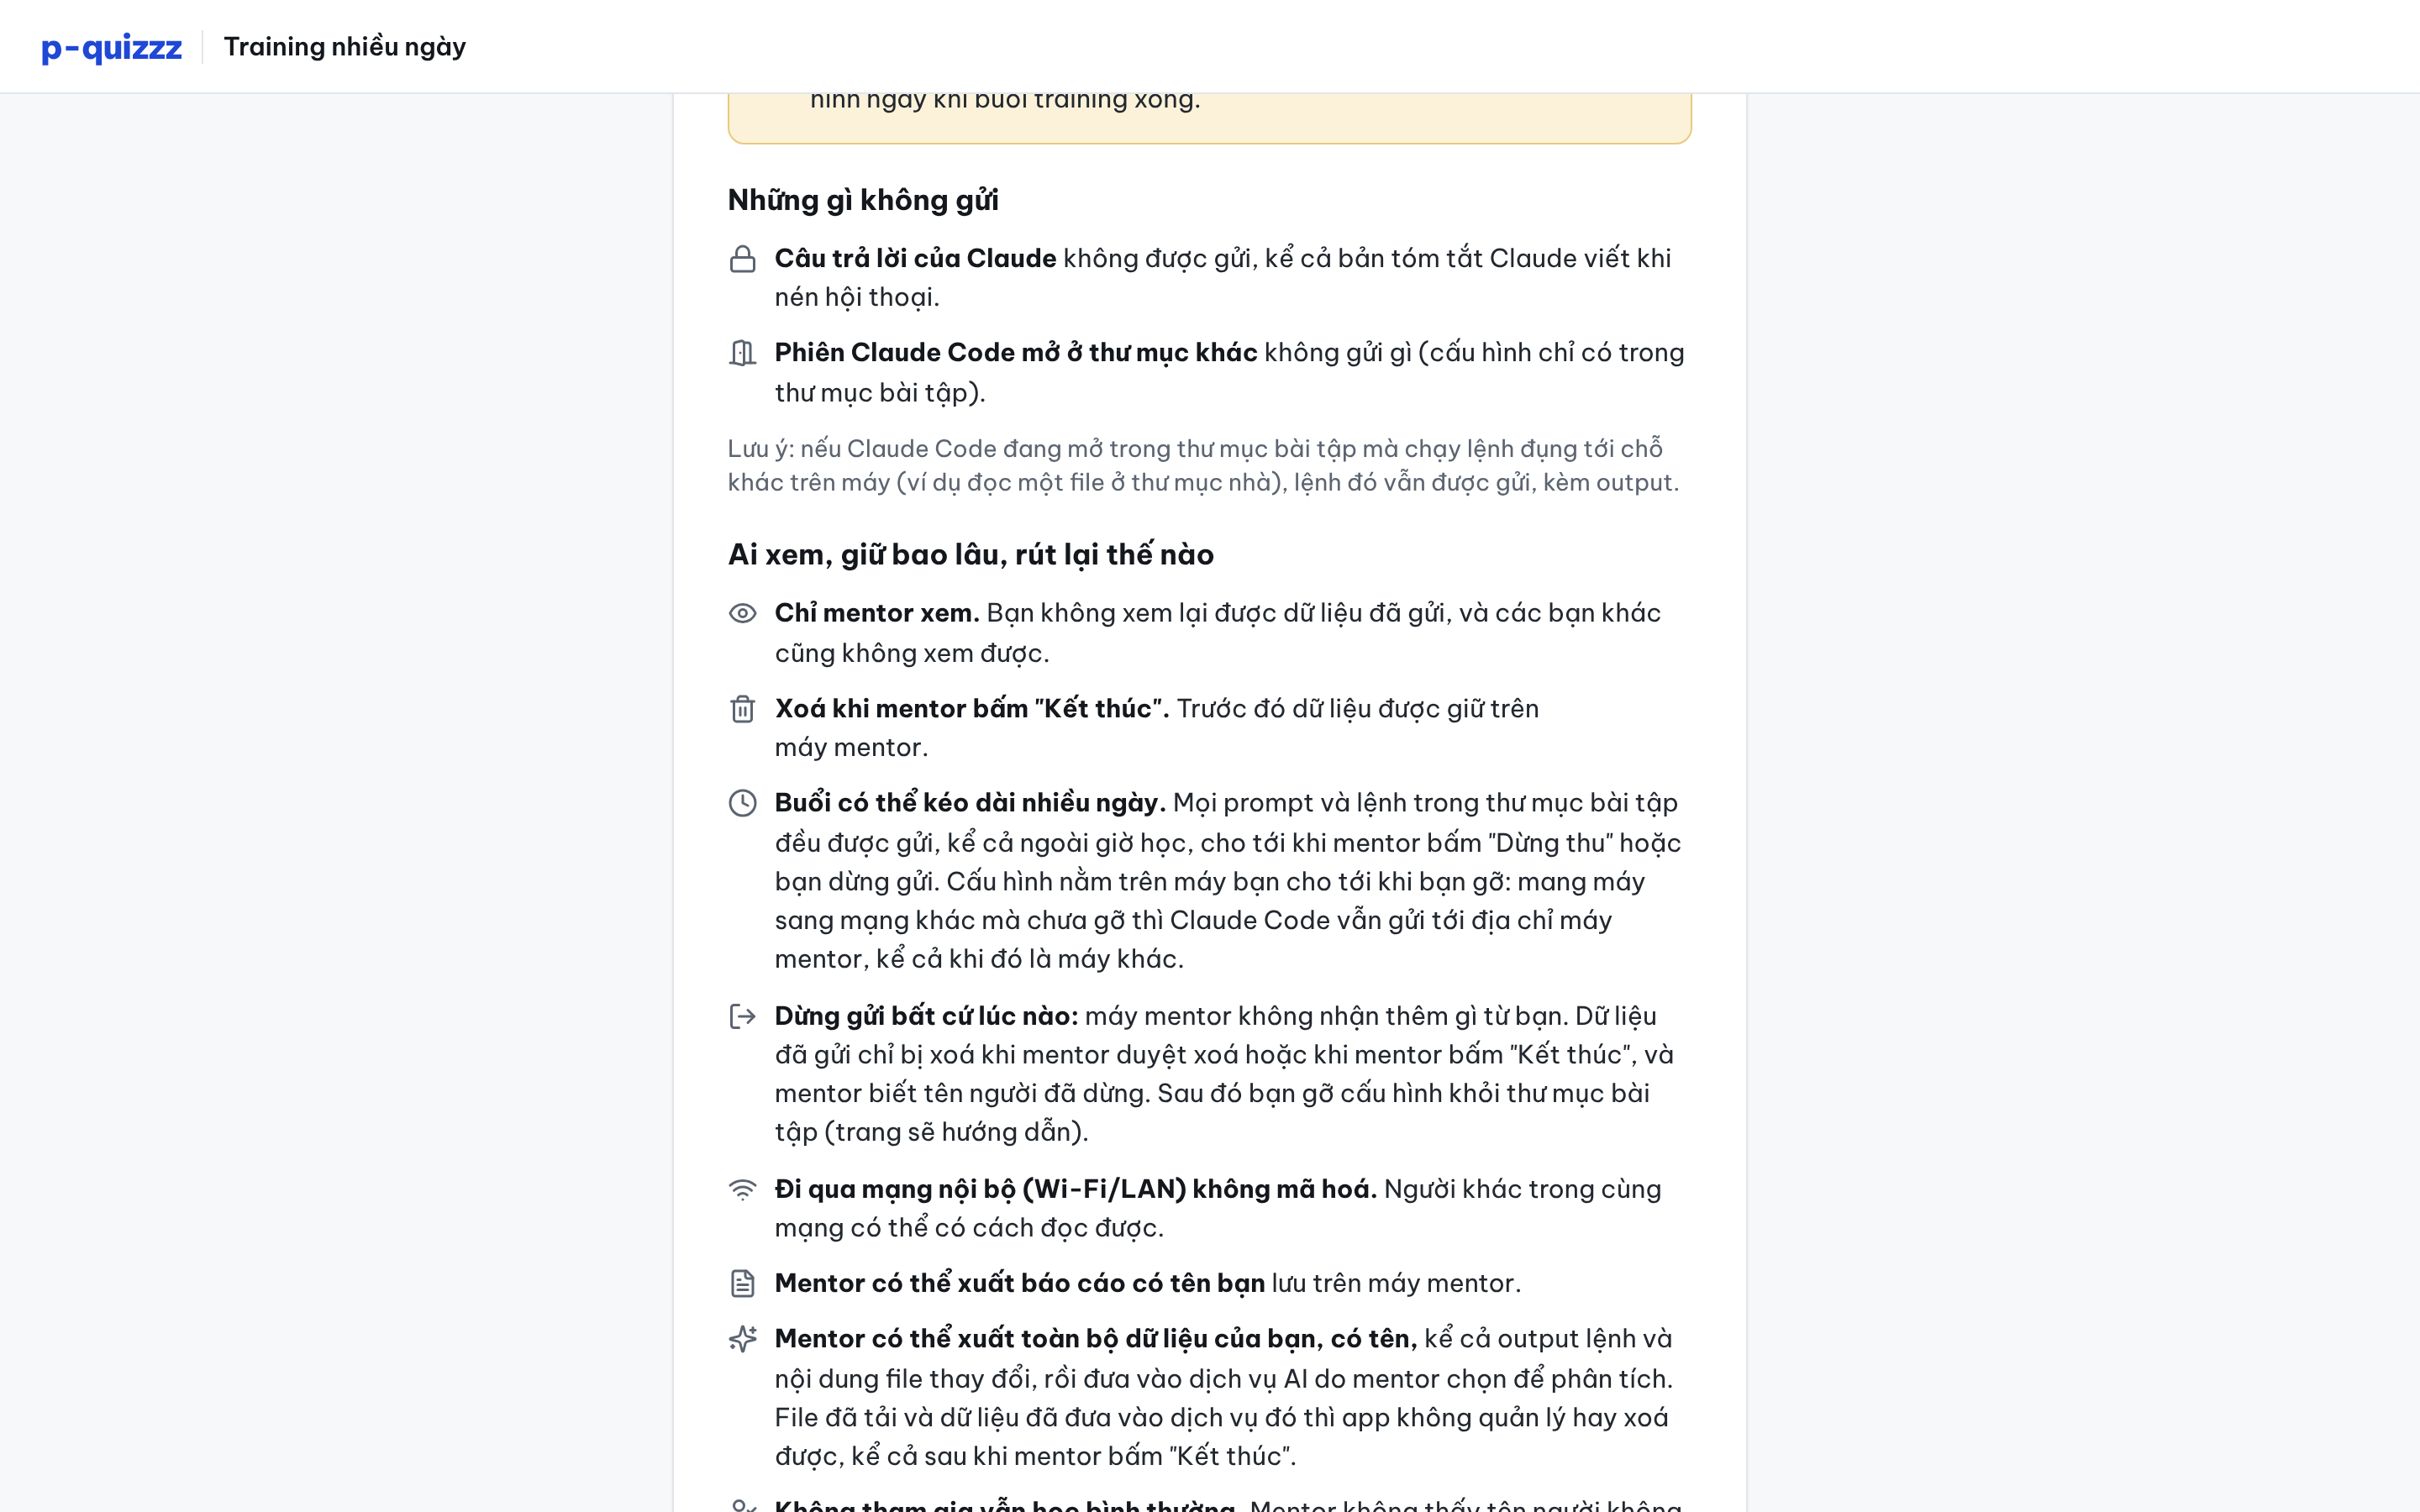 p-quizzz
Training nhiều ngày
hình ngay khi buổi training xong.
Những gì không gửi
Câu trả lời của Claude không được gửi, kể cả bản tóm tắt Claude viết khi
nén hội thoại.
Phiên Claude Code mở ở thư mục khác không gửi gì (cấu hình chỉ có trong
thư mục bài tập).
Lưu ý: nếu Claude Code đang mở trong thư mục bài tập mà chạy lệnh đụng tới chỗ
khác trên máy (ví dụ đọc một file ở thư mục nhà), lệnh đó vẫn được gửi, kèm output.
Ai xem, giữ bao lâu, rút lại thế nào
Chỉ mentor xem. Bạn không xem lại được dữ liệu đã gửi, và các bạn khác
cũng không xem được.
Xoá khi mentor bấm "Kết thúc". Trước đó dữ liệu được giữ trên
máy mentor.
Buổi có thể kéo dài nhiều ngày. Mọi prompt và lệnh trong thư mục bài tập
đều được gửi, kể cả ngoài giờ học, cho tới khi mentor bấm "Dừng thu" hoặc
bạn dừng gửi. Cấu hình nằm trên máy bạn cho tới khi bạn gỡ: mang máy
sang mạng khác mà chưa gỡ thì Claude Code vẫn gửi tới địa chỉ máy
mentor, kể cả khi đó là máy khác.
Dừng gửi bất cứ lúc nào: máy mentor không nhận thêm gì từ bạn. Dữ liệu
đã gửi chỉ bị xoá khi mentor duyệt xoá hoặc khi mentor bấm "Kết thúc", và
mentor biết tên người đã dừng. Sau đó bạn gỡ cấu hình khỏi thư mục bài
tập (trang sẽ hướng dẫn).
Đi qua mạng nội bộ (Wi-Fi/LAN) không mã hoá. Người khác trong cùng
mạng có thể có cách đọc được.
Mentor có thể xuất báo cáo có tên bạn lưu trên máy mentor.
Mentor có thể xuất toàn bộ dữ liệu của bạn, có tên, kể cả output lệnh và
nội dung file thay đổi, rồi đưa vào dịch vụ AI do mentor chọn để phân tích.
File đã tải và dữ liệu đã đưa vào dịch vụ đó thì app không quản lý hay xoá
được, kể cả sau khi mentor bấm "Kết thúc".
Không tham gia vẫn học bình thường. Mentor không thấy tên người không